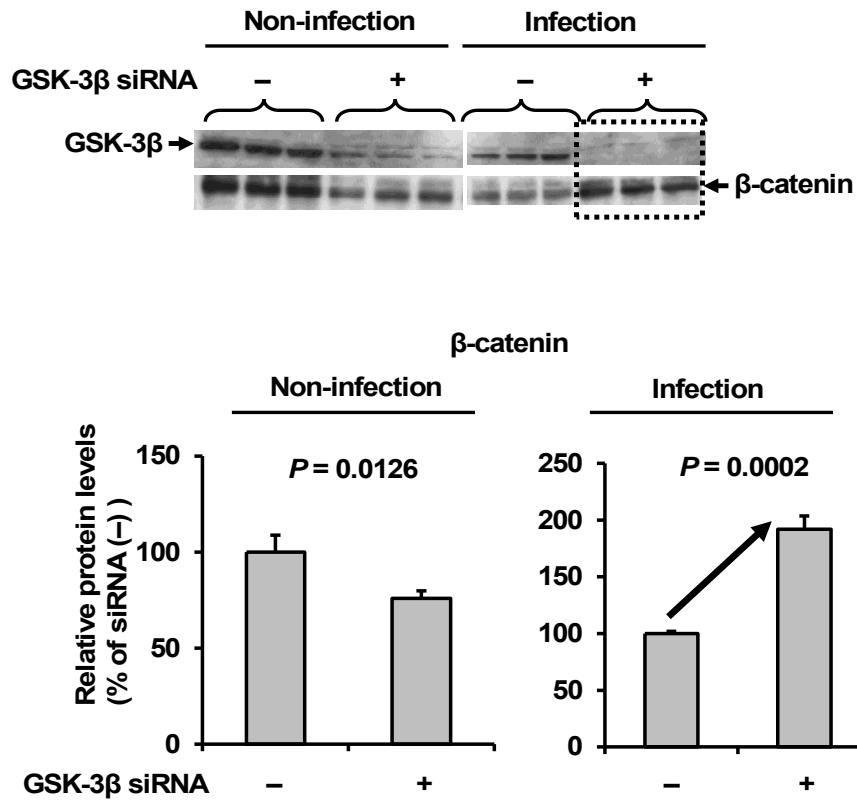 Non-infection Infection
GSK-3β siRNA – + – +
GSK-3β
β-catenin
β-catenin
Non-infection Infection
Relative protein levels
(% of siRNA (–) )
150
100
50
0
P = 0.0126
250
200
150
100
50
0
P = 0.0002
GSK-3β siRNA – + – +